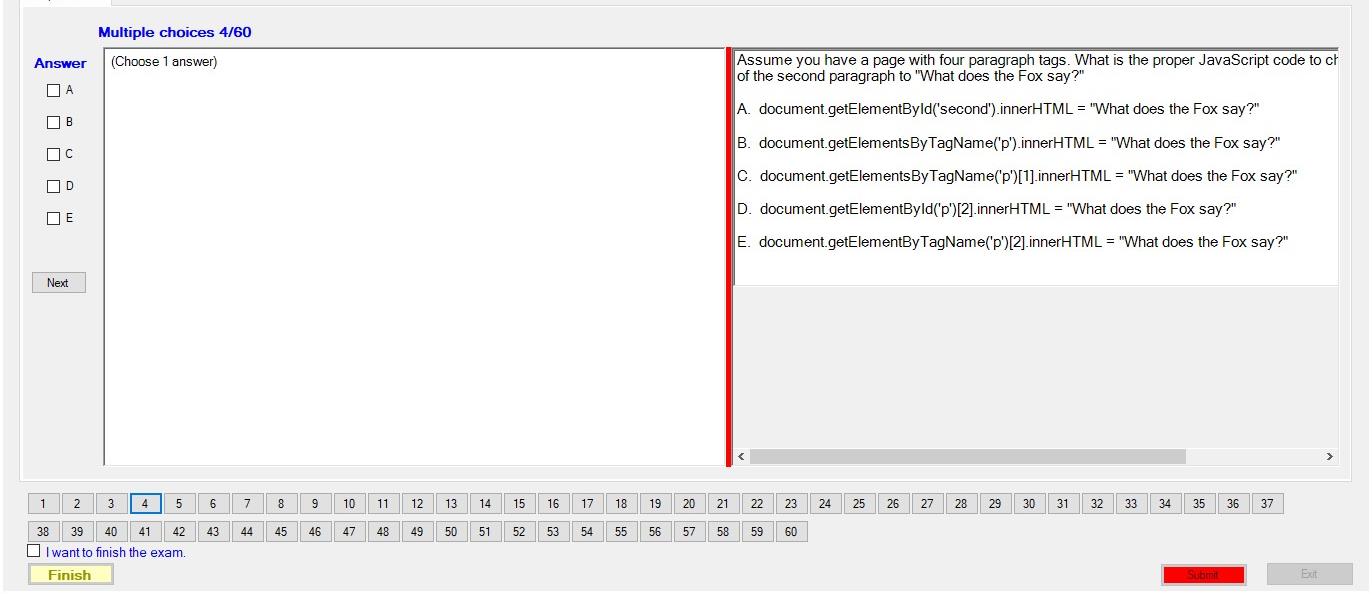 Multiple choices 4/60
Answer
(Choose 1 answer)
A
B
C
D
E
Next
Assume you have a page with four paragraph tags. What is the proper JavaScript code to
of the second paragraph to "What does the Fox say?"
A. document.getElementById('second').innerHTML = "What does the Fox say?"
B. document.getElementsByTagName('p').innerHTML = "What does the Fox say?"
C. document.getElementsByTagName('p')[1].innerHTML = "What does the Fox say?"
D. document.getElementById('p')[2].innerHTML = "What does the Fox say?"
E. document.getElementByTagName('p')[2].innerHTML = "What does the Fox say?"
1 2 3 4 5 6 7 8 9 10 11 12 13 14 15 16 17 18 19 20 21 22 23 24 25 26 27 28 29 30 31 32 33 34 35 36 37
38 39 40 41 42 43 44 45 46 47 48 49 50 51 52 53 54 55 56 57 58 59 60
I want to finish the exam.
Finish
Submit
Exit